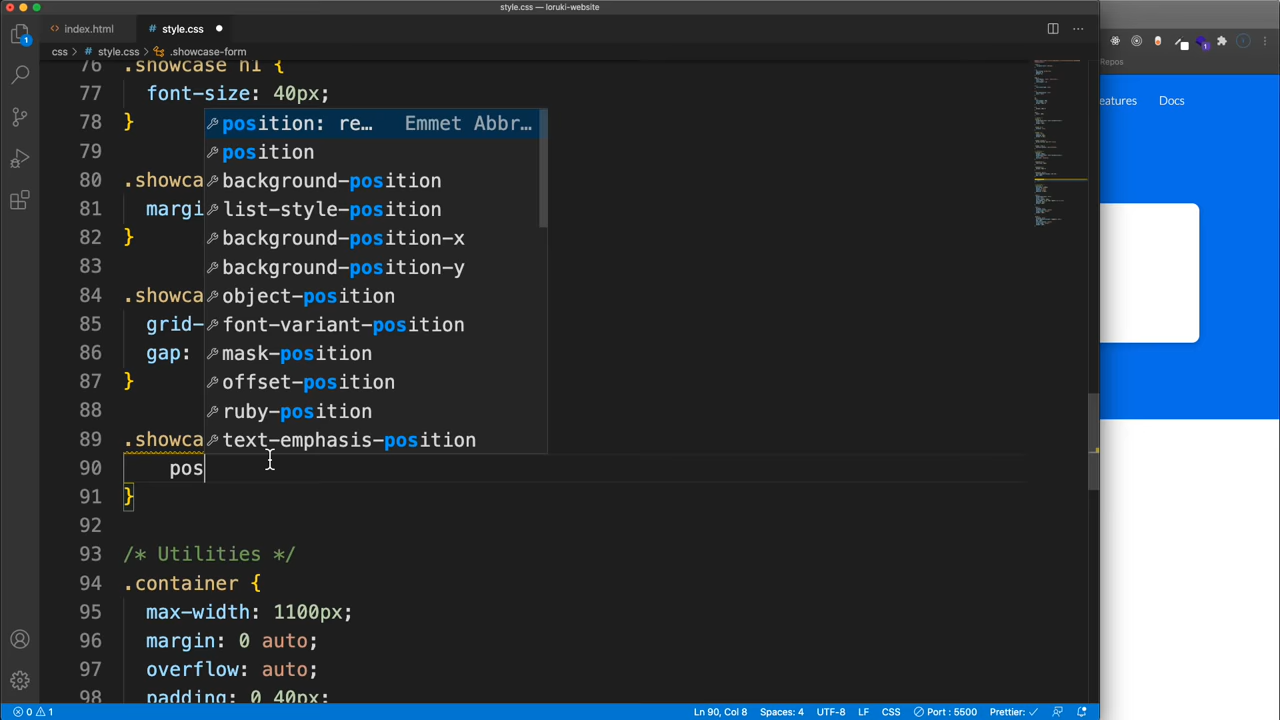 style.css — loruki-website
index.html
style.css
css > style.css > .showcase-form
76 .showcase h1 {
77 font-size: 40px;
78 }
79
80 .showca
81 margi
82 }
83
84 .showca
85 grid-
86 gap:
87 }
88
89 .showca
90 pos
91 }
92
93 /* Utilities */
94 .container {
95 max-width: 1100px;
96 margin: 0 auto;
97 overflow: auto;
98 padding: 0 40px;
position: re… Emmet Abbr…
position
background-position
list-style-position
background-position-x
background-position-y
object-position
font-variant-position
mask-position
offset-position
ruby-position
text-emphasis-position
1
0 1
Ln 90, Col 8 Spaces: 4 UTF-8 LF CSS Port : 5500 Prettier: ✓
Repos
eatures Docs